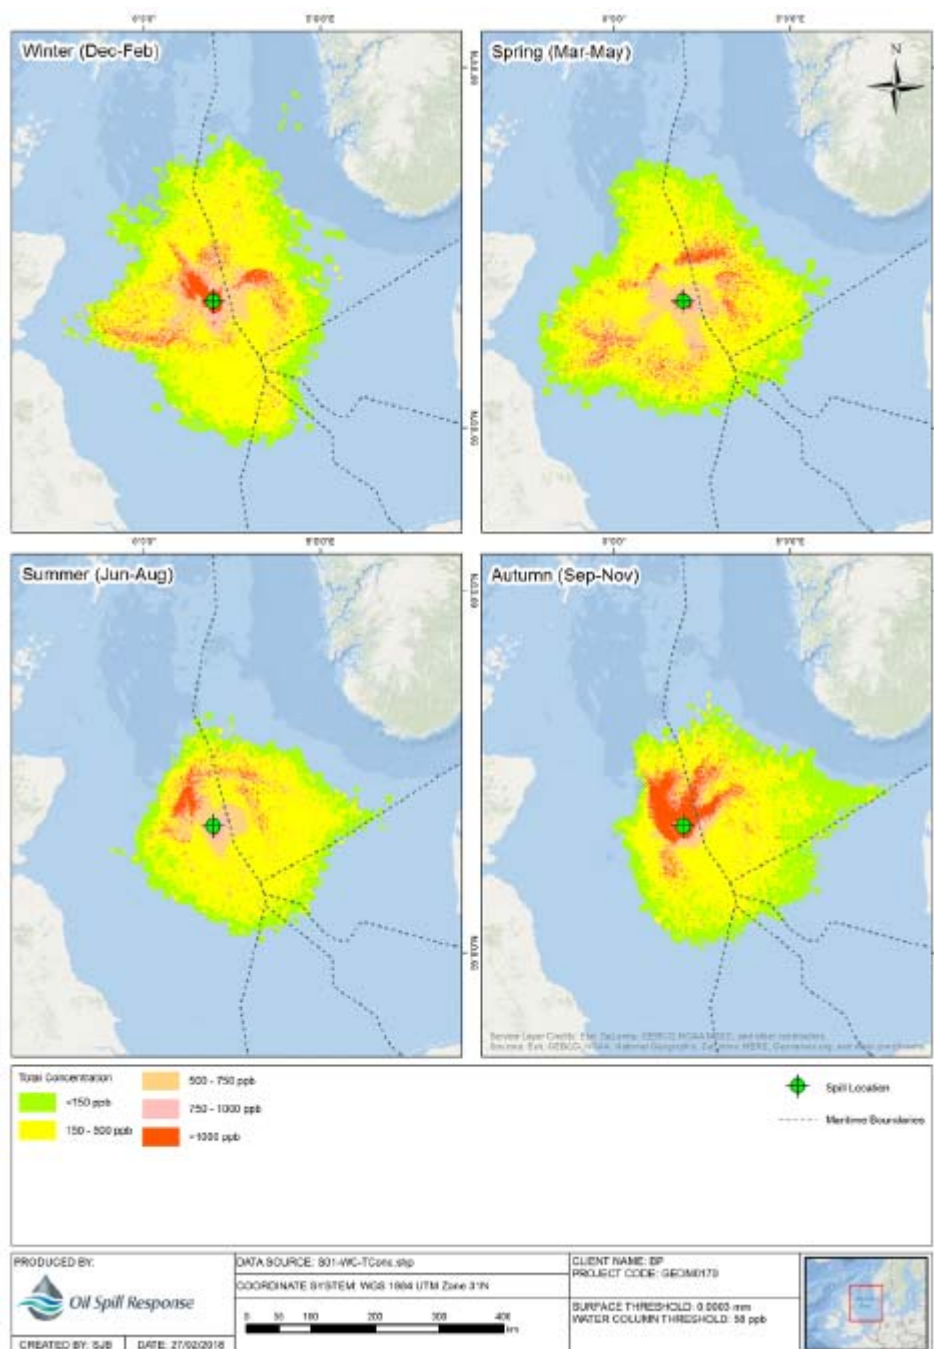 Winter (Dec-Feb)
Spring (Mar-May)
N
Summer (Jun-Aug)
Autumn (Sep-Nov)
Total Concentration
<150 ppb
150 - 500 ppb
500 - 750 ppb
750 - 1000 ppb
1000 ppb
Spill Location
Maritime Boundaries
PRODUCED BY:
Oil Spill Response
CREATED BY: SJB
DATE: 27/02/2018
DATA SOURCE: S01-WC-TConc.shp
COORDINATE SYSTEM: WGS 1984 UTM Zone 31N
0 50 100 200 300 400
km
CLIENT NAME: BP
PROJECT CODE: GEOIM0179
SURFACE THRESHOLD: 0.0003 mm
WATER COLUMN THRESHOLD: 58 ppb